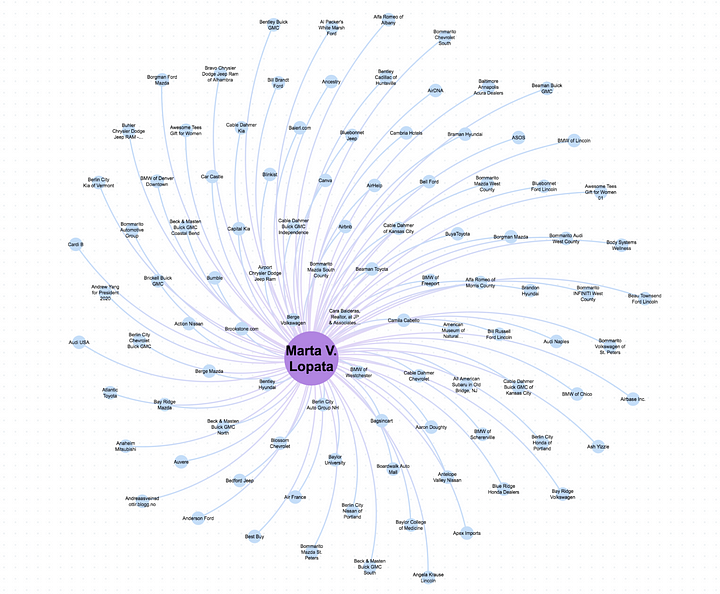 Bentley Buick
GMC
Al Packer's
White Marsh
Ford
Alfa Romeo of
Albany
Bommarito
Chevrolet
South
Borgman Ford
Mazda
Bravo Chrysler
Dodge Jeep Ram
of Alhambra
Bill Brandt
Ford
Ancestry
Bentley
Cadillac of
Huntsville
AirDNA
Baltimore
Annapolis
Acura Dealers
Beaman Buick
GMC
Buhler
Chrysler Dodge
Jeep RAM -...
Awesome Tees
Gift for Women
Cable Dahmer
Kia
Baierl.com
Bluebonnet
Jeep
Cambria Hotels
Braman Hyundai
ASOS
BMW of Lincoln
Berlin City
Kia of Vermont
BMW of Denver
Downtown
Car Castle
Blinkist
Canva
AirHelp
Bell Ford
Bommarito
Mazda West
County
Bluebonnet
Ford Lincoln
Awesome Tees
Gift for Women
01
Cardi B
Bommarito
Automotive
Group
Beck & Masten
Buick GMC
Coastal Bend
Capital Kia
Cable Dahmer
Buick GMC
Independence
Airbnb
Cable Dahmer
of Kansas City
BuyaToyota
Borgman Mazda
Bommarito Audi
West County
Body Systems
Wellness
Andrew Yang
for President
2020
Brickell Buick
GMC
Bumble
Airport
Chrysler Dodge
Jeep Ram
Bommarito
Mazda South
County
Beaman Toyota
BMW of
Freeport
Alfa Romeo of
Morris County
Brandon
Hyundai
Bommarito
INFINITI West
County
Beau Townsend
Ford Lincoln
Audi USA
Berlin City
Chevrolet
Buick GMC
Action Nissan
Brookstone.com
Berge
Volkswagen
Cara Balceras,
Realtor, at JP
& Associates...
Camila Cabello
American
Museum of
Natural...
Bill Russell
Ford Lincoln
Audi Naples
Bommarito
Volkswagen of
St. Peters
Marta V.
Lopata
Atlantic
Toyota
Bay Ridge
Mazda
Berge Mazda
Bentley
Hyundai
BMW of
Westchester
Cable Dahmer
Chevrolet
All American
Subaru in Old
Bridge, NJ
Cable Dahmer
Buick GMC of
Kansas City
BMW of Chico
Airbase Inc.
Anaheim
Mitsubishi
Auvere
Beck & Masten
Buick GMC
North
Blossom
Chevrolet
Berlin City
Auto Group NH
Bagsincart
Aaron Doughty
BMW of
Schererville
Berlin City
Honda of
Portland
Ash Yizzle
Andreassveined
ottr.blogg.no
Anderson Ford
Bedford Jeep
Best Buy
Air France
Baylor
University
Bommarito
Mazda St.
Peters
Berlin City
Nissan of
Portland
Boardwalk Auto
Mall
Antelope
Valley Nissan
Blue Ridge
Honda Dealers
Bay Ridge
Volkswagen
Beck & Masten
Buick GMC
South
Baylor College
of Medicine
Apex Imports
Angela Krause
Lincoln